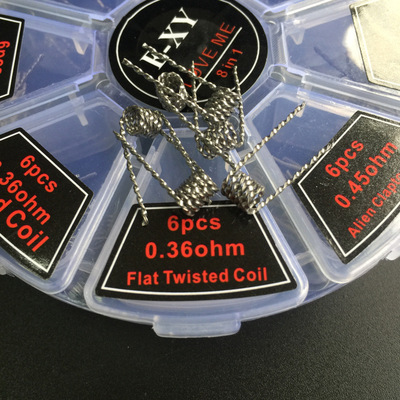 E-XY
LOVE ME
8 in 1
6pcs
0.36ohm
Coil
6pcs
0.36ohm
Flat Twisted Coil
6pcs
0.45ohm
Alien